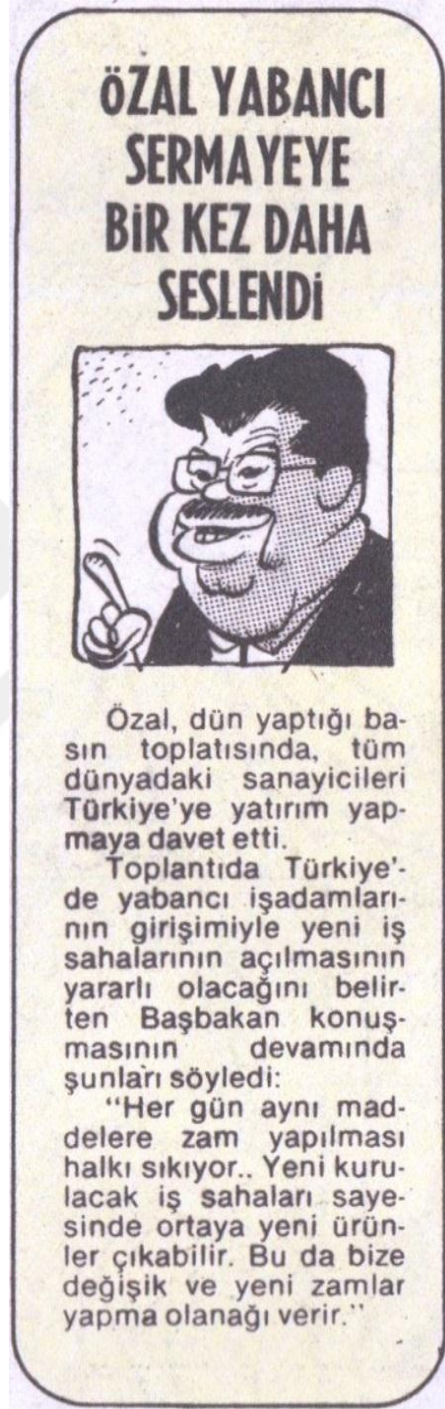 ÖZAL YABANCI
SERMAYEYE
BİR KEZ DAHA
SESLENDİ
Özal, dün yaptığı ba-
sın toplatısında, tüm
dünyadaki sanayicileri
Türkiye'ye yatırım yap-
maya davet etti.
Toplantıda Türkiye'-
de yabancı işadamları-
nın girişimiyle yeni iş
sahalarının açılmasının
yararlı olacağını belir-
ten Başbakan konuş-
masının devamında
şunları söyledi:
"Her gün aynı mad-
delere zam yapılması
halkı sıkıyor.. Yeni kuru-
lacak iş sahaları saye-
sinde ortaya yeni ürün-
ler çıkabilir. Bu da bize
değişik ve yeni zamlar
yapma olanağı verir."